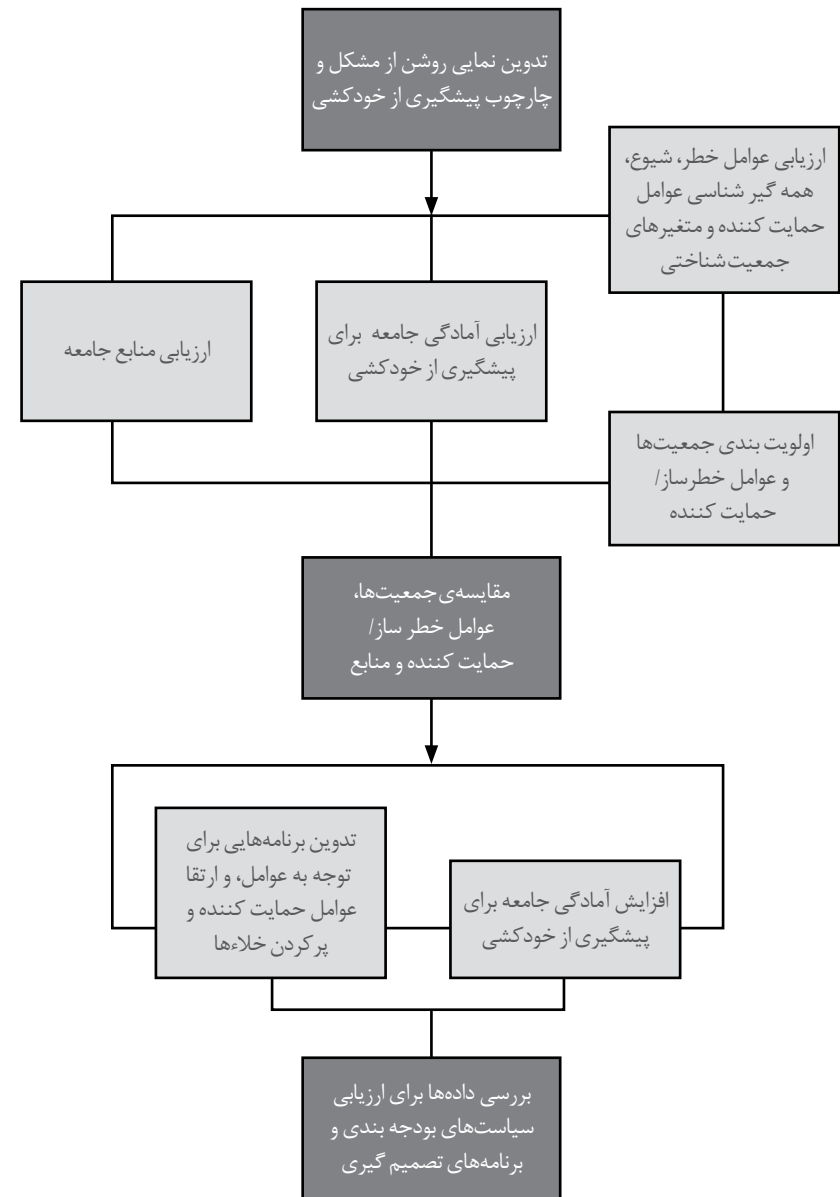 تدوین نمایی روشن از مشکل و
چارچوب پیشگیری از خودکشی
ارزیابی عوامل خطر، شیوع،
همه گیر شناسی عوامل
حمایت کننده و متغیرهای
جمعیت‌شناختی
ارزیابی آمادگی جامعه برای
پیشگیری از خودکشی
ارزیابی منابع جامعه
اولویت بندی جمعیت‌ها
و عوامل خطرساز/
حمایت کننده
مقایسه‌ی جمعیت‌ها،
عوامل خطر ساز/
حمایت کننده و منابع
افزایش آمادگی جامعه برای
پیشگیری از خودکشی
تدوین برنامه‌هایی برای
توجه به عوامل، و ارتقا
عوامل حمایت کننده و
پرکردن خلاءها
بررسی داده‌ها برای ارزیابی
سیاست‌های بودجه بندی و
برنامه‌های تصمیم گیری